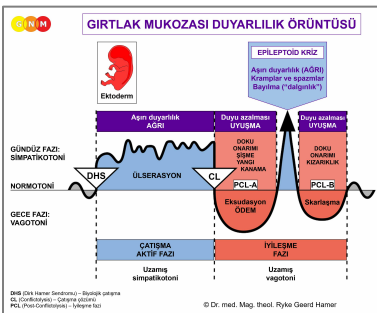 GNM
GIRTLAK MUKOZASI DUYARLILIK ÖRÜNTÜSÜ
EPİLEPTOİD KRİZ
Aşırı duyarlılık (AĞRI)
Kramplar ve spazmlar
Bayılma ("dalgınlık")
Ektoderm
Aşırı duyarlılık
AĞRI
Duyu azalması
UYUŞMA
Duyu azalması
UYUŞMA
GÜNDÜZ FAZI:
SİMPATİKOTONİ
DOKU
ONARIMI
ŞİŞME
YANGI
KANAMA
DOKU
ONARIMI
KIZARIKLIK
DHS
ÜLSERASYON
CL
PCL-A
PCL-B
NORMOTONİ
Eksudasyon
ÖDEM
Skarlaşma
GECE FAZI:
VAGOTONİ
ÇATIŞMA
AKTİF FAZI
İYİLEŞME
FAZI
Uzamış
simpatikotoni
Uzamış
vagotoni
DHS (Dirk Hamer Sendromu) – Biyolojik çatışma
CL (Conflictolysis) – Çatışma çözümü
PCL (Post-Conflictolysis) – İyileşme fazı
© Dr. med. Mag. theol. Ryke Geerd Hamer